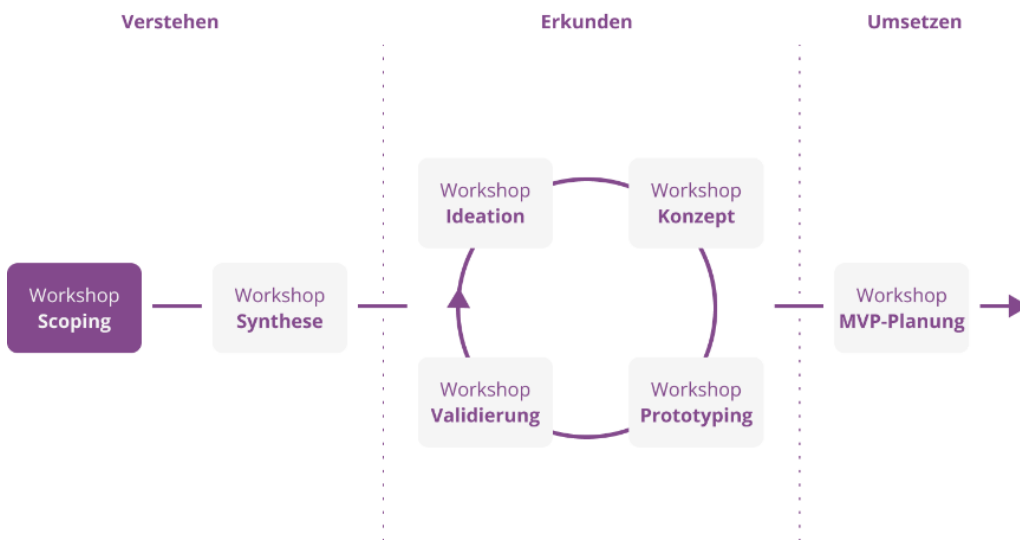 Verstehen
Erkunden
Umsetzen
Workshop
Scoping
Workshop
Synthese
Workshop
Ideation
Workshop
Konzept
Workshop
Validierung
Workshop
Prototyping
Workshop
MVP-Planung